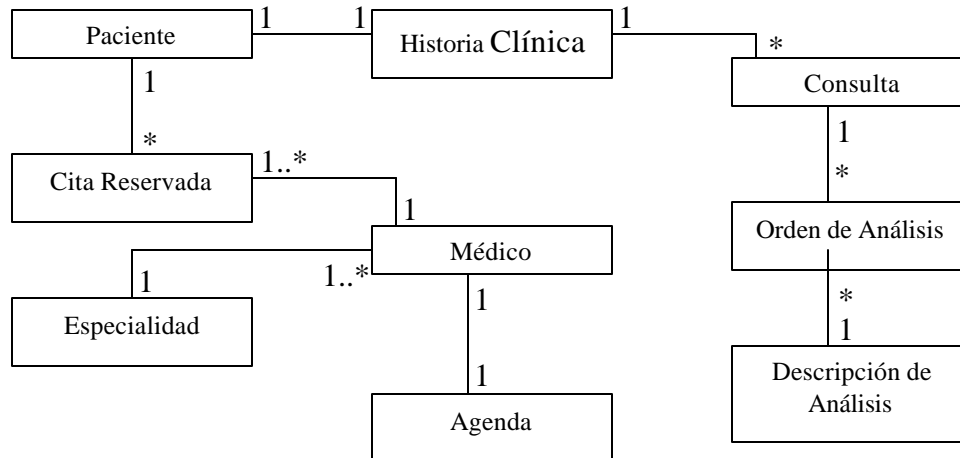 Paciente
1
1
Historia Clínica
1
*
Consulta
1
*
Cita Reservada
1..*
1
Médico
1
*
Orden de Análisis
1..*
1
Especialidad
1
1
Agenda
*
1
Descripción de
Análisis